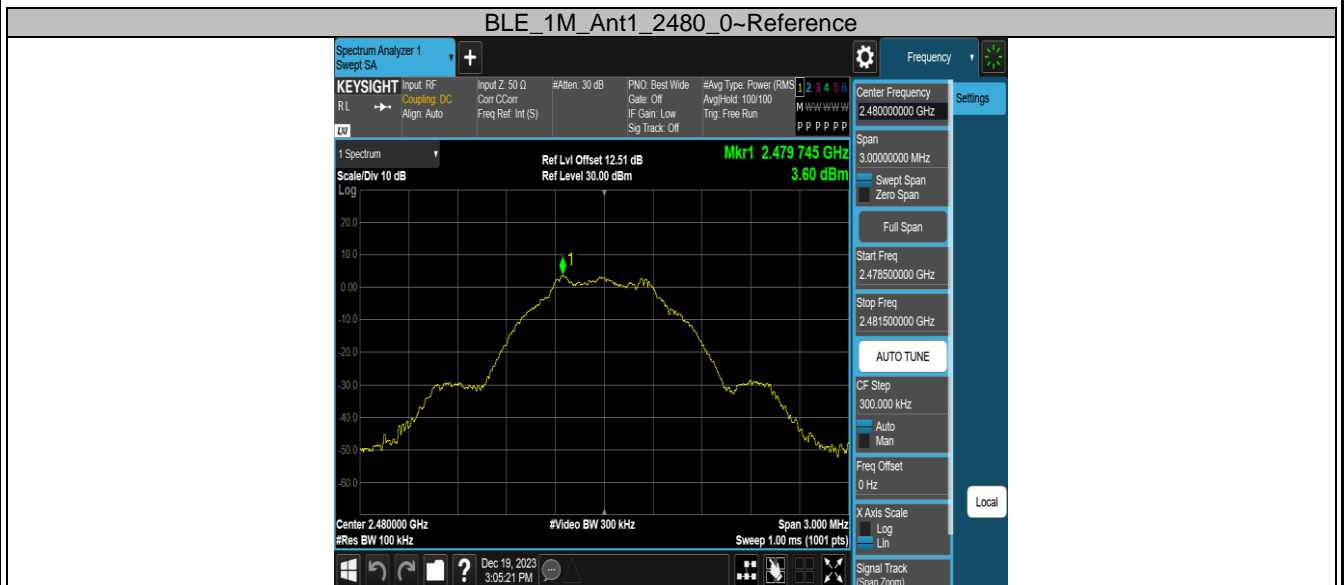 BLE_1M_Ant1_2480_0~Reference
Spectrum Analyzer 1
Swept SA
+
Frequency
KEYSIGHT
RL
LXI
Input: RF
Coupling: DC
Align: Auto
Input Z: 50 Ω
Corr CCorr
Freq Ref: Int (S)
#Atten: 30 dB
PNO: Best Wide
Gate: Off
IF Gain: Low
Sig Track: Off
#Avg Type: Power (RMS
Avg|Hold: 100/100
Trig: Free Run
1 2 3 4 5 6
M W W W W W
P P P P P P
1 Spectrum
Scale/Div 10 dB
Log
Ref Lvl Offset 12.51 dB
Ref Level 30.00 dBm
Mkr1 2.479 745 GHz
3.60 dBm
20.0
10.0
0.00
-10.0
-20.0
-30.0
-40.0
-50.0
-60.0
1
Center 2.480000 GHz
#Res BW 100 kHz
#Video BW 300 kHz
Span 3.000 MHz
Sweep 1.00 ms (1001 pts)
?
Dec 19, 2023
3:05:21 PM
Center Frequency
2.480000000 GHz
Settings
Span
3.00000000 MHz
Swept Span
Zero Span
Full Span
Start Freq
2.478500000 GHz
Stop Freq
2.481500000 GHz
AUTO TUNE
CF Step
300.000 kHz
Auto
Man
Freq Offset
0 Hz
Local
X Axis Scale
Log
Lin
Signal Track
(Span Zoom)